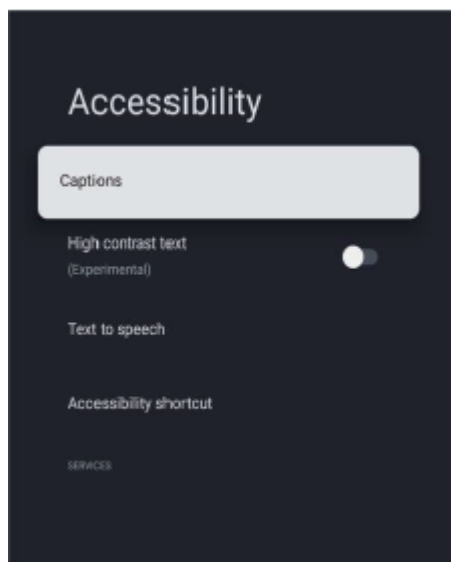 Accessibility
Captions
High contrast text
(Experimental)
Text to speech
Accessibility shortcut
SERVICES